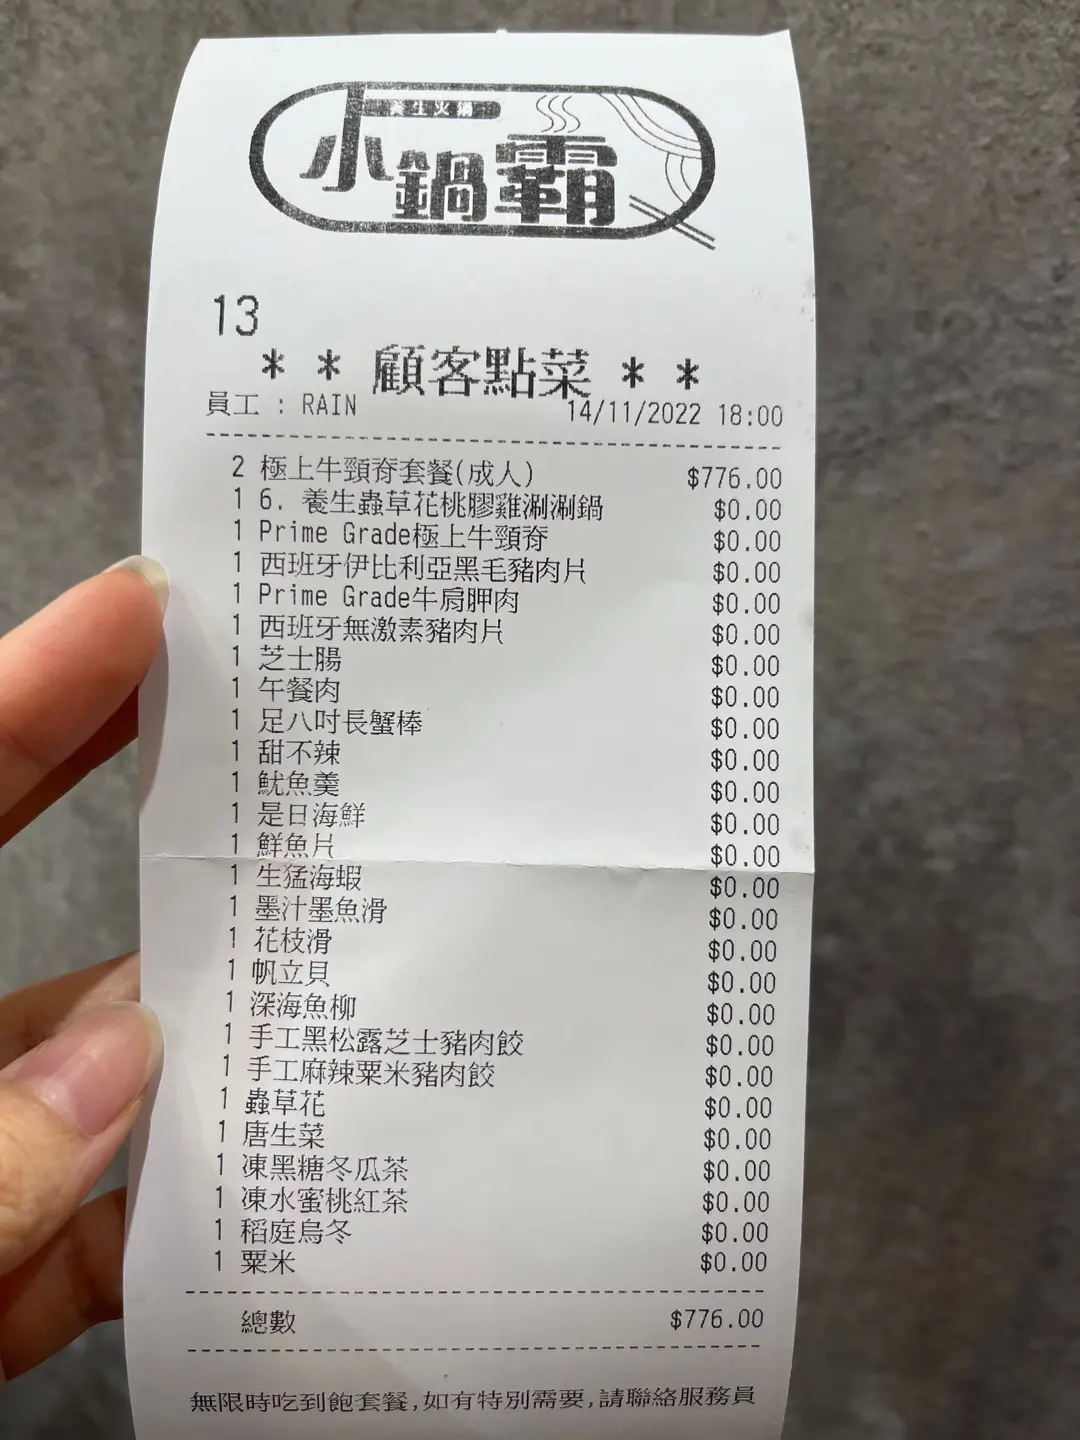 養生火鍋
小鍋霸
13
* * 顧客點菜 * *
員工 : RAIN 14/11/2022 18:00
2 極上牛頸脊套餐(成人) $776.00
1 6. 養生蟲草花桃膠雞涮涮鍋 $0.00
1 Prime Grade極上牛頸脊 $0.00
1 西班牙伊比利亞黑毛豬肉片 $0.00
1 Prime Grade牛肩胛肉 $0.00
1 西班牙無激素豬肉片 $0.00
1 芝士腸 $0.00
1 午餐肉 $0.00
1 足八吋長蟹棒 $0.00
1 甜不辣 $0.00
1 魷魚羹 $0.00
1 是日海鮮 $0.00
1 鮮魚片 $0.00
1 生猛海蝦 $0.00
1 墨汁墨魚滑 $0.00
1 花枝滑 $0.00
1 帆立貝 $0.00
1 深海魚柳 $0.00
1 手工黑松露芝士豬肉餃 $0.00
1 手工麻辣粟米豬肉餃 $0.00
1 蟲草花 $0.00
1 唐生菜 $0.00
1 凍黑糖冬瓜茶 $0.00
1 凍水蜜桃紅茶 $0.00
1 稻庭烏冬 $0.00
1 粟米 $0.00
總數 $776.00
無限時吃到飽套餐,如有特別需要,請聯絡服務員